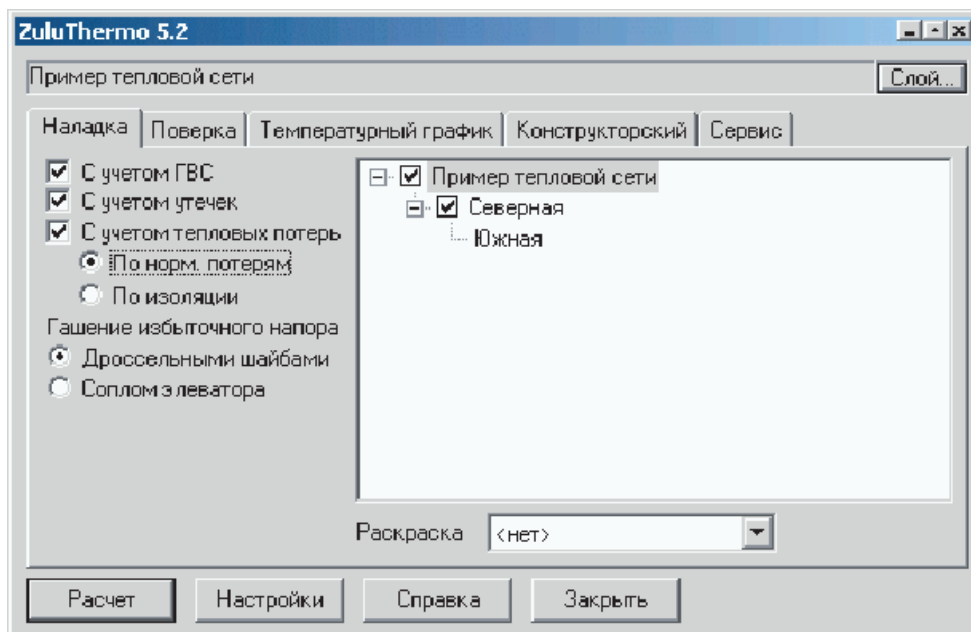 ZuluThermo 5.2
Пример тепловой сети
Слой...
Наладка Поверка Температурный график Конструкторский Сервис
С учетом ГВС
С учетом утечек
С учетом тепловых потерь
По норм. потерям
По изоляции
Гашение избыточного напора
Дроссельными шайбами
Соплом элеватора
Пример тепловой сети
Северная
Южная
Раскраска <нет>
Расчет Настройки Справка Закрыть